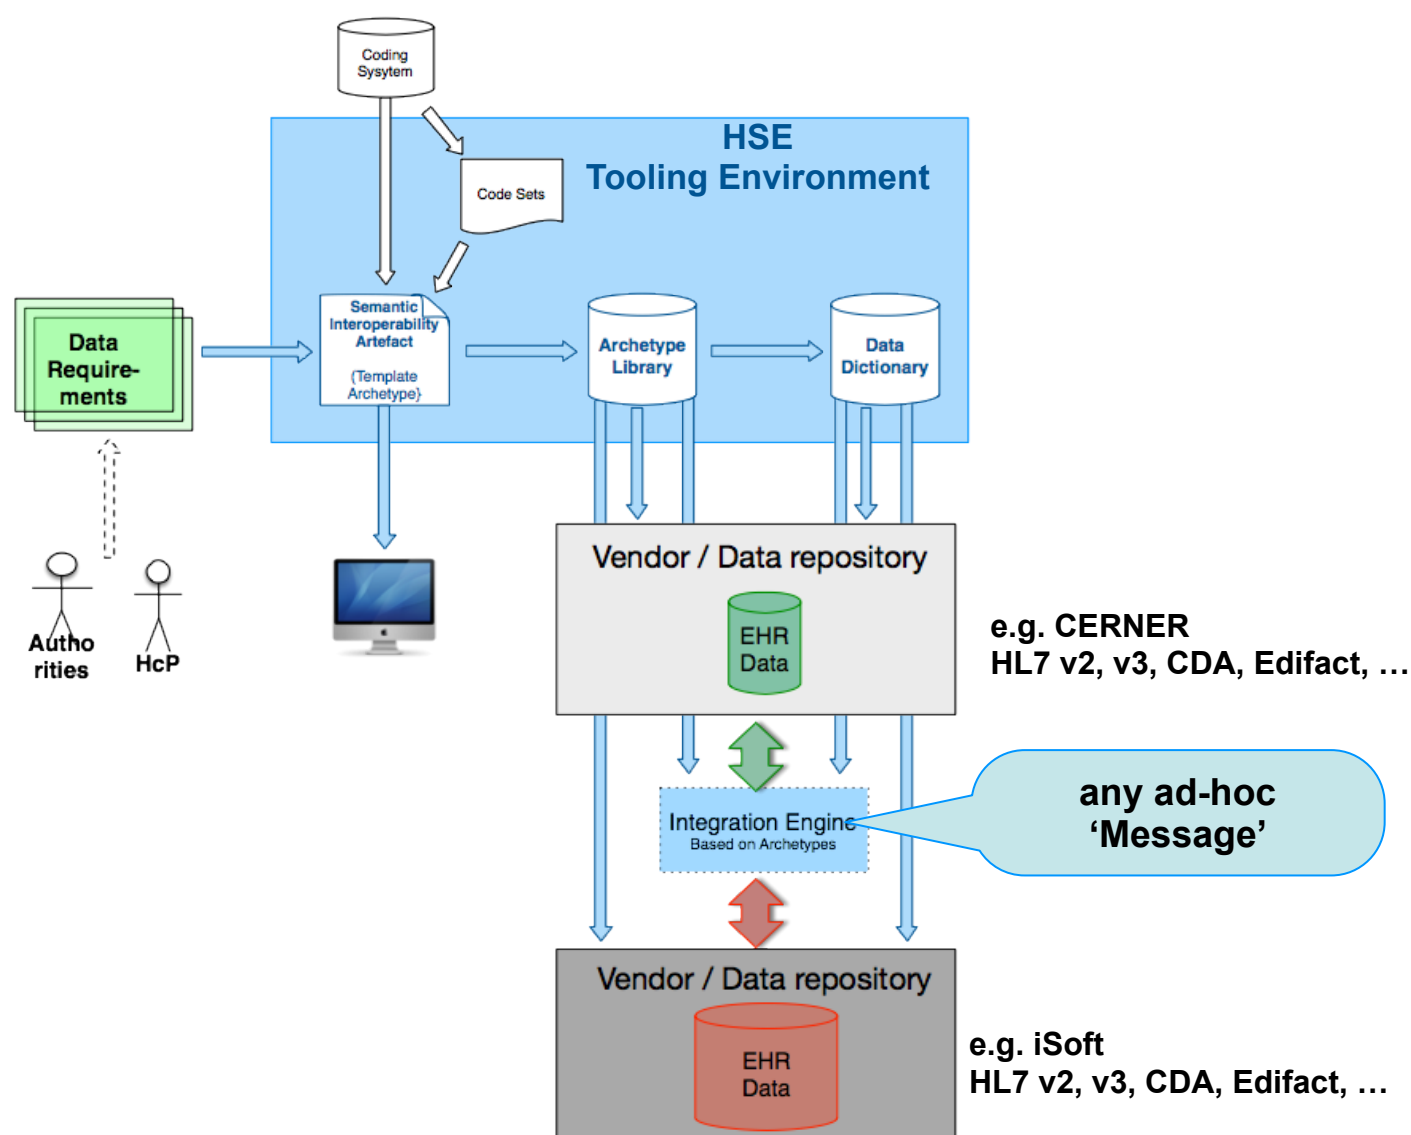 Coding
Sysytem
HSE
Tooling Environment
Code Sets
Data
Require-
ments
Semantic
Interoperability
Artefact
{Template
Archetype}
Archetype
Library
Data
Dictionary
Autho
rities
HcP
Vendor / Data repository
EHR
Data
e.g. CERNER
HL7 v2, v3, CDA, Edifact, …
any ad-hoc
‘Message’
Integration Engine
Based on Archetypes
Vendor / Data repository
EHR
Data
e.g. iSoft
HL7 v2, v3, CDA, Edifact, …